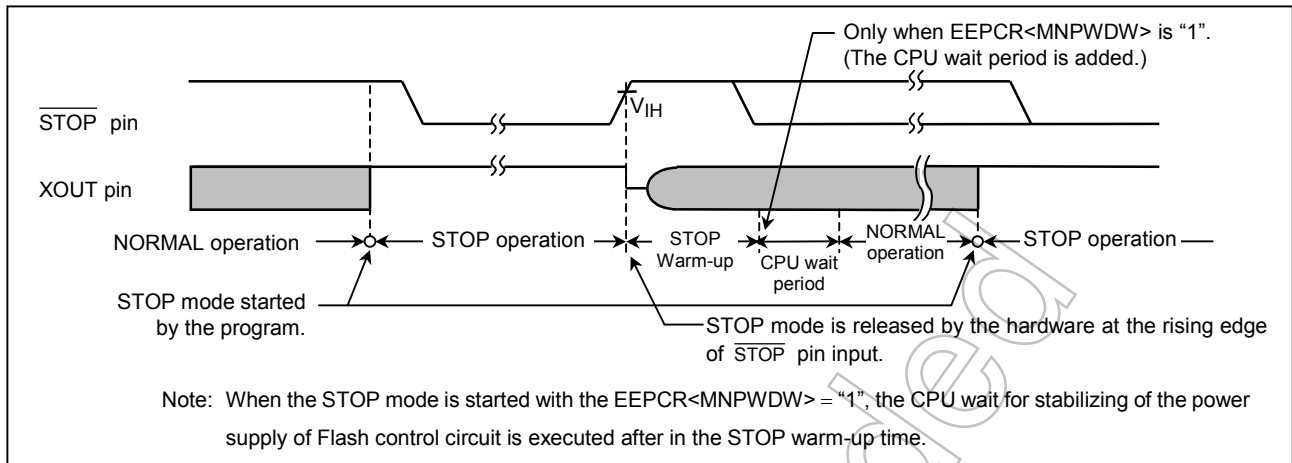 Only when EEPCR<MNPWDW> is “1”.
(The CPU wait period is added.)
STOP pin
VIH
XOUT pin
NORMAL operation
STOP operation
STOP
Warm-up
CPU wait
period
NORMAL
operation
STOP operation
STOP mode started
by the program.
STOP mode is released by the hardware at the rising edge
of STOP pin input.
Note: When the STOP mode is started with the EEPCR<MNPWDW> = “1”, the CPU wait for stabilizing of the power
supply of Flash control circuit is executed after in the STOP warm-up time.
ded